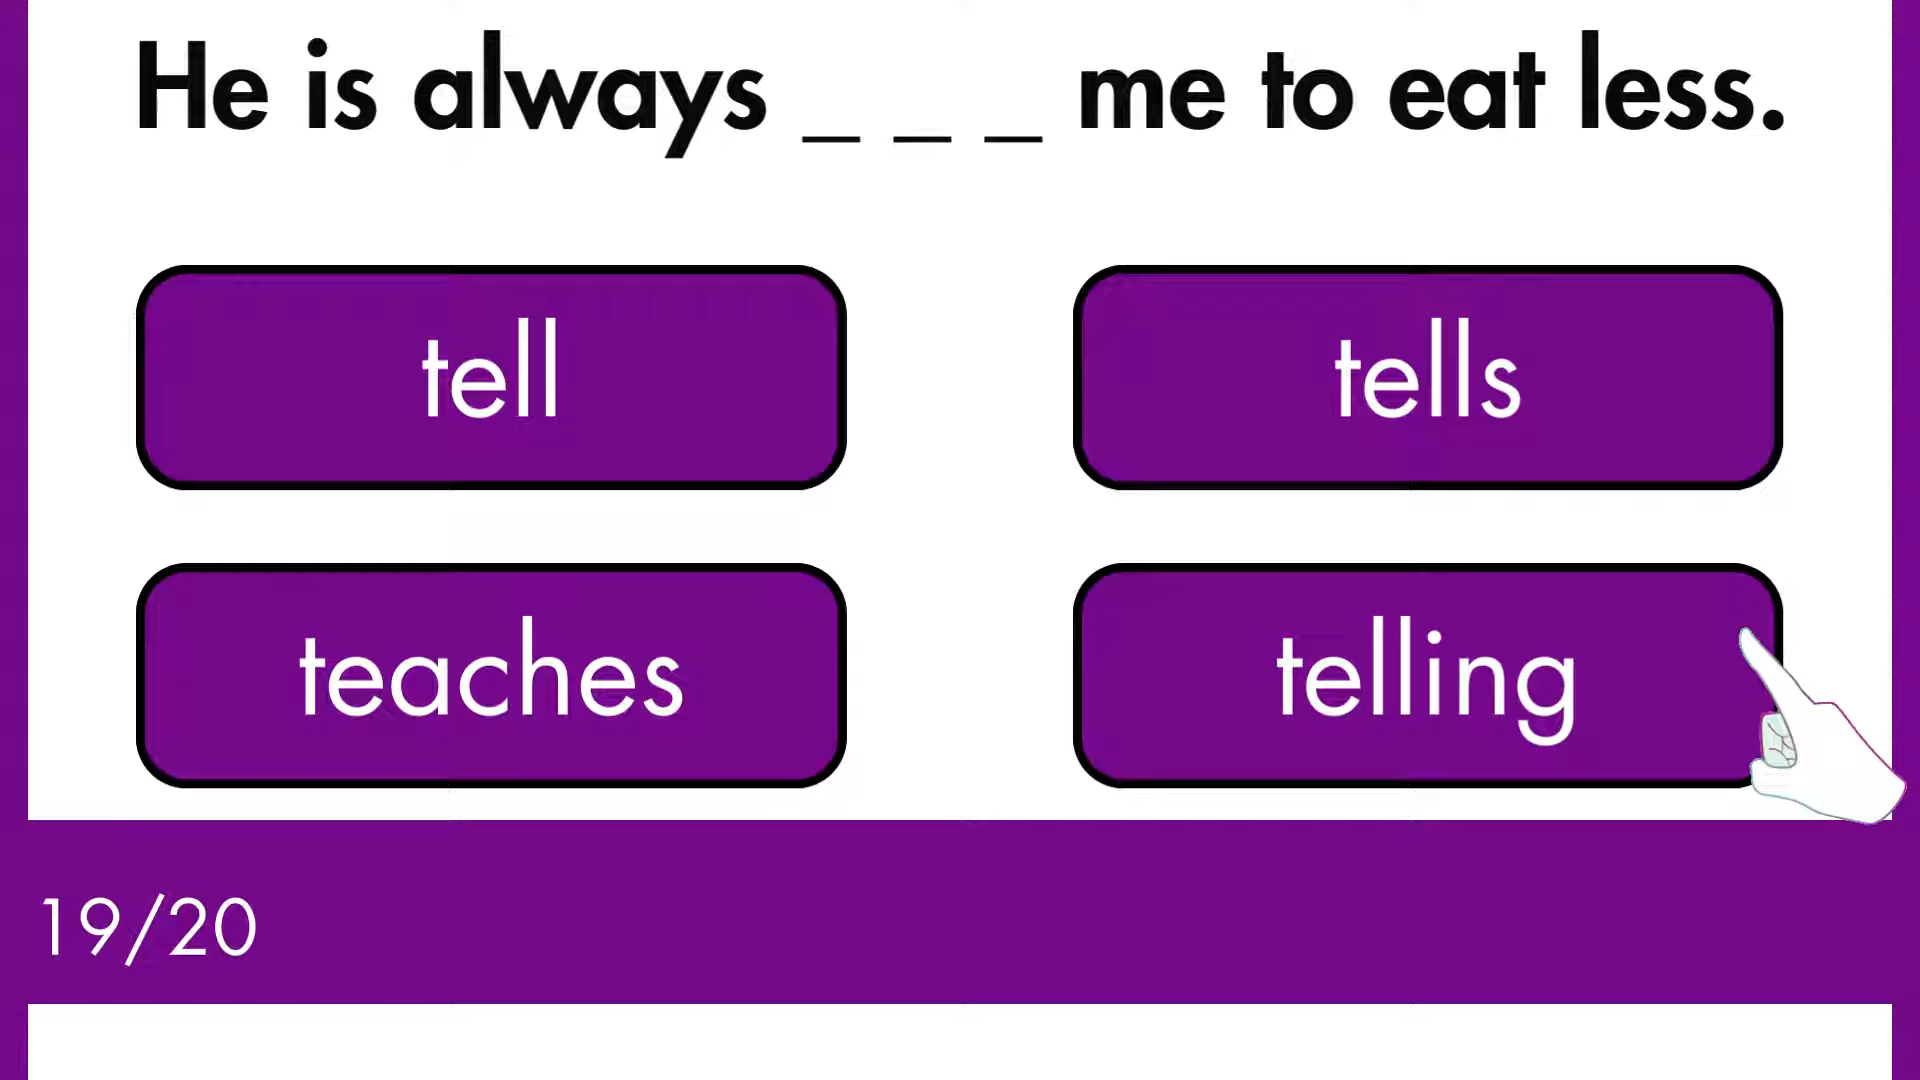 He is always _ _ _ me to eat less.
tell
tells
teaches
telling
19/20